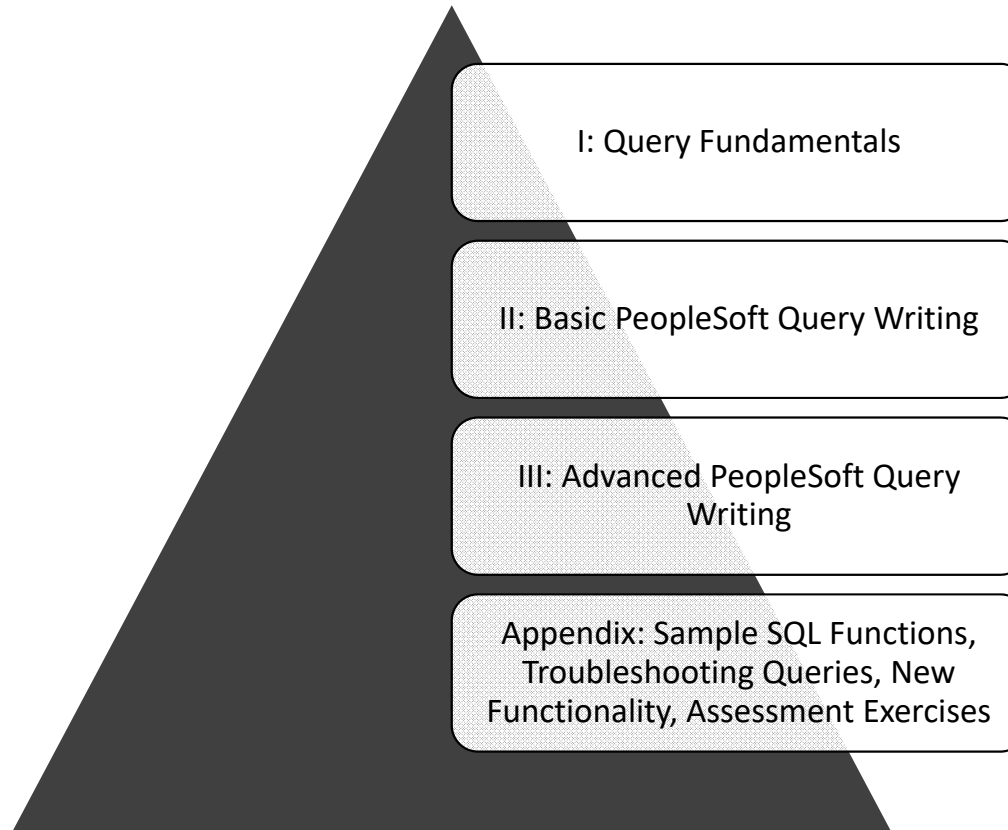 I: Query Fundamentals
II: Basic PeopleSoft Query Writing
III: Advanced PeopleSoft Query
Writing
Appendix: Sample SQL Functions,
Troubleshooting Queries, New
Functionality, Assessment Exercises